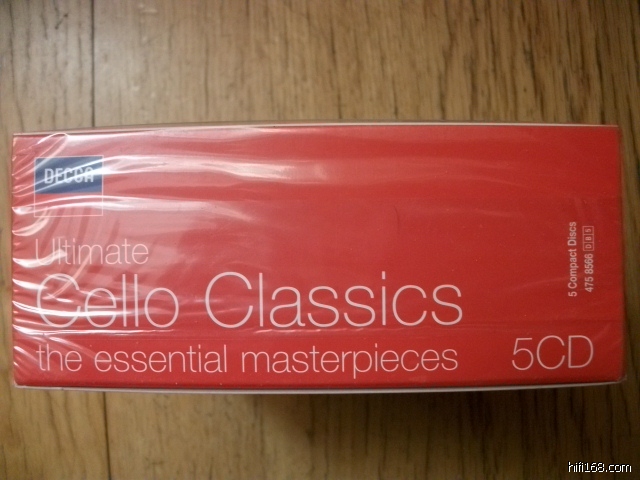 DECCA
Ultimate
Cello Classics
the essential masterpieces
5CD
5 Compact Discs
475 8566
hifi168.com